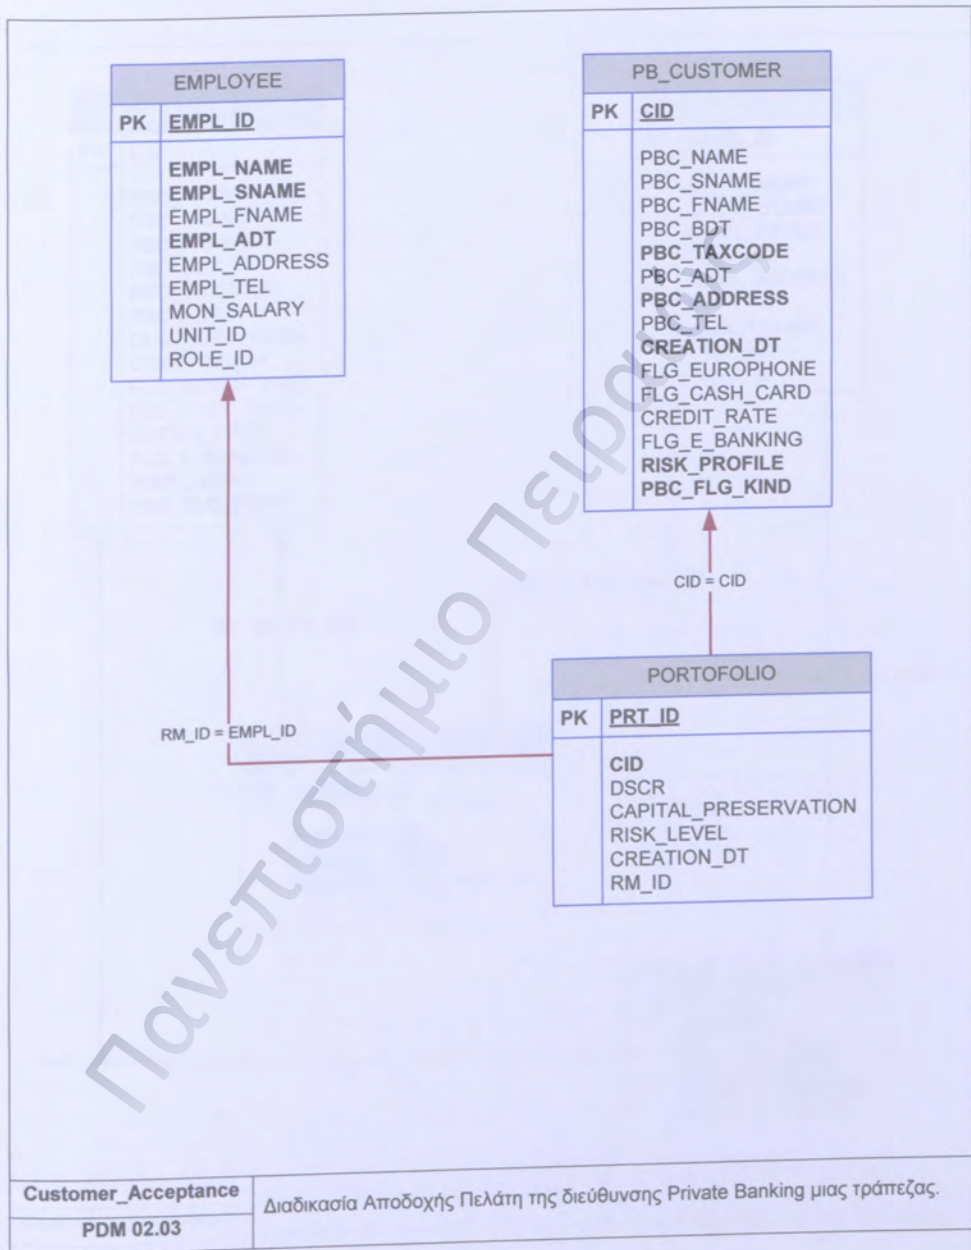 EMPLOYEE
PK EMPL_ID
EMPL_NAME
EMPL_SNAME
EMPL_FNAME
EMPL_ADT
EMPL_ADDRESS
EMPL_TEL
MON_SALARY
UNIT_ID
ROLE_ID
PB_CUSTOMER
PK CID
PBC_NAME
PBC_SNAME
PBC_FNAME
PBC_BDT
PBC_TAXCODE
PBC_ADT
PBC_ADDRESS
PBC_TEL
CREATION_DT
FLG_EUROPHONE
FLG_CASH_CARD
CREDIT_RATE
FLG_E_BANKING
RISK_PROFILE
PBC_FLG_KIND
CID = CID
RM_ID = EMPL_ID
PORTOFOLIO
PK PRT_ID
CID
DSCR
CAPITAL_PRESERVATION
RISK_LEVEL
CREATION_DT
RM_ID
Πανεπιστήμιο Πειραιώς
Customer_Acceptance
PDM 02.03
Διαδικασία Αποδοχής Πελάτη της διεύθυνσης Private Banking μιας τράπεζας.